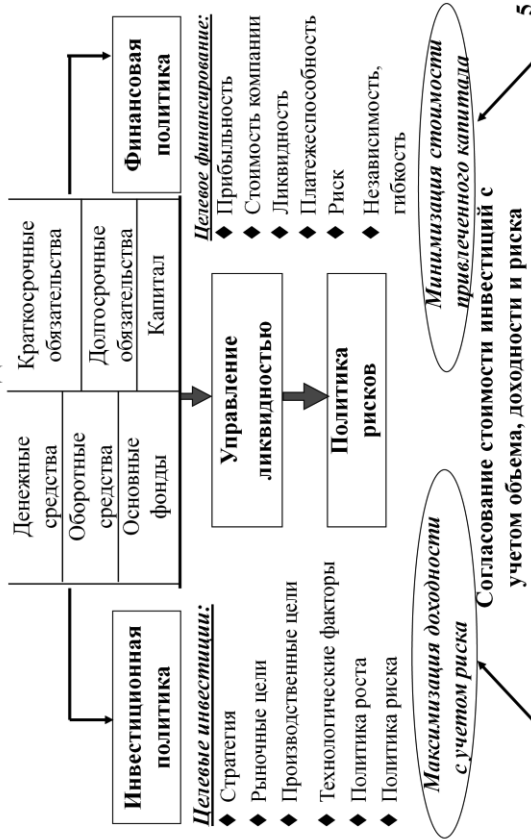 Денежные
средства
Оборотные
средства
Основные
фонды
Краткосрочные
обязательства
Долгосрочные
обязательства
Капитал
Инвестиционная
политика
Целевые инвестиции:
Стратегия
Рыночные цели
Производственные цели
Технологические факторы
Политика роста
Политика риска
Управление
ликвидностью
Политика
рисков
Финансовая
политика
Целевое финансирование:
Прибыльность
Стоимость компании
Ликвидность
Платежеспособность
Риск
Независимость,
гибкость
Максимизация доходности
с учетом риска
Минимизация стоимости
привлеченного капитала
Согласование стоимости инвестиций с
учетом объема, доходности и риска
5